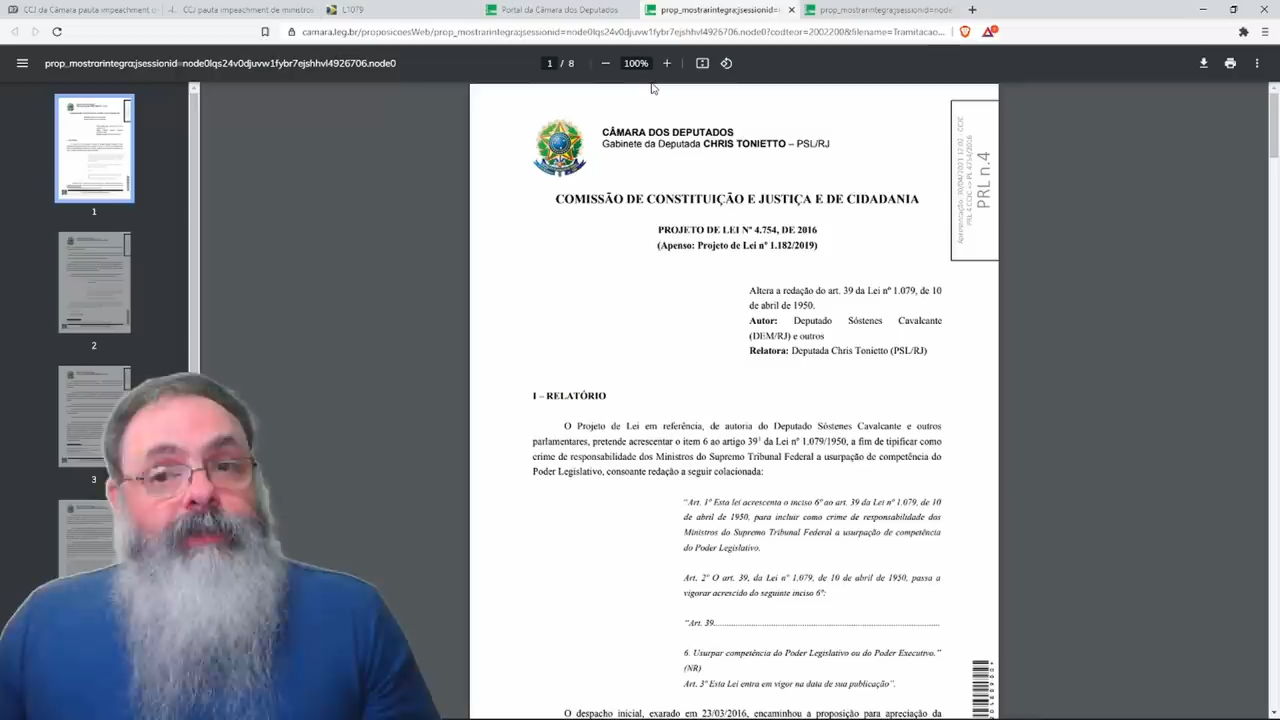 CCJ da Câmara pauta impeachment d
CCJ pauta impeachment de ministros
L1079
Portal da Câmara dos Deputados
prop_mostrarintegra;jsessionid=
prop_mostrarintegra;jsessionid=node
camara.leg.br/proposicoesWeb/
prop_mostrarintegra;jsessionid=node0lqs24v0djuvw1fybr7ejshhvl4926706.node0
1 / 8
100%
CÂMARA DOS DEPUTADOS
Gabinete da Deputada CHRIS TONIETTO – PSL/RJ
PRL n.4
COMISSÃO DE CONSTITUIÇÃO E JUSTIÇA E DE CIDADANIA
PROJETO DE LEI Nº 4.754, DE 2016
(Apenso: Projeto de Lei nº 1.182/2019)
Altera a redação do art. 39 da Lei nº 1.079, de 10
de abril de 1950.
Autor: Deputado Sóstenes Cavalcante
(DEM/RJ) e outros
Relatora: Deputada Chris Tonietto (PSL/RJ)
I – RELATÓRIO
O Projeto de Lei em referência, de autoria do Deputado Sóstenes Cavalcante e outros
parlamentares, pretende acrescentar o item 6 ao artigo 39¹ da Lei nº 1.079/1950, a fim de tipificar como
crime de responsabilidade dos Ministros do Supremo Tribunal Federal a usurpação de competência do
Poder Legislativo, consoante redação a seguir colacionada:
“Art. 1º Esta lei acrescenta o inciso 6º ao art. 39 da Lei nº 1.079, de 10
de abril de 1950, para incluir como crime de responsabilidade dos
Ministros do Supremo Tribunal Federal a usurpação de competência
do Poder Legislativo.
Art. 2º O art. 39, da Lei nº 1.079, de 10 de abril de 1950, passa a
vigorar acrescido do seguinte inciso 6º:
“Art. 39....................................................................................
6. Usurpar competência do Poder Legislativo ou do Poder Executivo.”
(NR)
Art. 3º Esta Lei entra em vigor na data de sua publicação”.
O despacho inicial, exarado em 23/03/2016, encaminhou a proposição para apreciação da
1
2
3